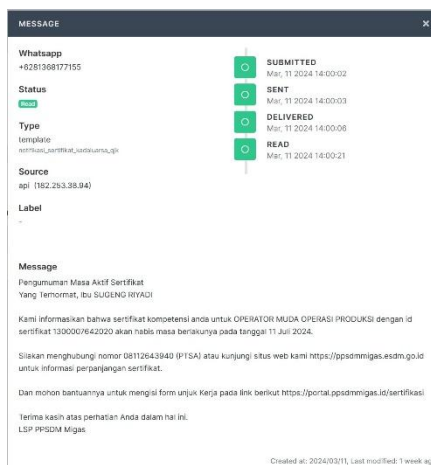 MESSAGE
Whatsapp
+6281368177155
Status
Read
Type
template
notifikasi_sertifikat_kadaluarsa_qjk
Source
api (182.253.38.94)
Label
-
SUBMITTED
Mar, 11 2024 14:00:02
SENT
Mar, 11 2024 14:00:03
DELIVERED
Mar, 11 2024 14:00:06
READ
Mar, 11 2024 14:00:21
Message
Pengumuman Masa Aktif Sertifikat
Yang Terhormat, Ibu SUGENG RIYADI
Kami informasikan bahwa sertifikat kompetensi anda untuk OPERATOR MUDA OPERASI PRODUKSI dengan id
sertifikat 1300007642020 akan habis masa berlakunya pada tanggal 11 Juli 2024.
Silakan menghubungi nomor 08112643940 (PTSA) atau kunjungi situs web kami https://ppsdmmigas.esdm.go.id
untuk informasi perpanjangan sertifikat.
Dan mohon bantuannya untuk mengisi form unjuk Kerja pada link berikut https://portal.ppsdmmigas.id/sertifikasi
Terima kasih atas perhatian Anda dalam hal ini.
LSP PPSDM Migas
Created at: 2024/03/11, Last modified: 1 week ag